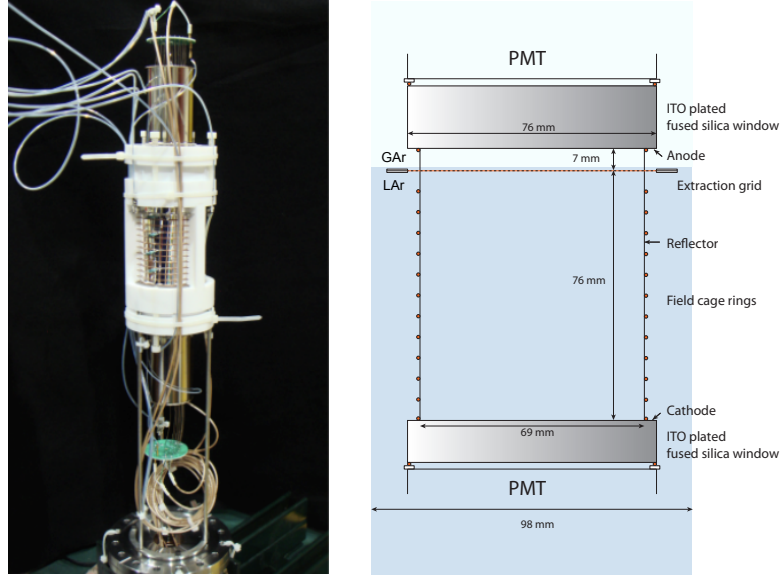 PMT
ITO plated
fused silica window
76 mm
GAr
7 mm
Anode
LAr
Extraction grid
Reflector
76 mm
Field cage rings
Cathode
69 mm
ITO plated
fused silica window
PMT
98 mm